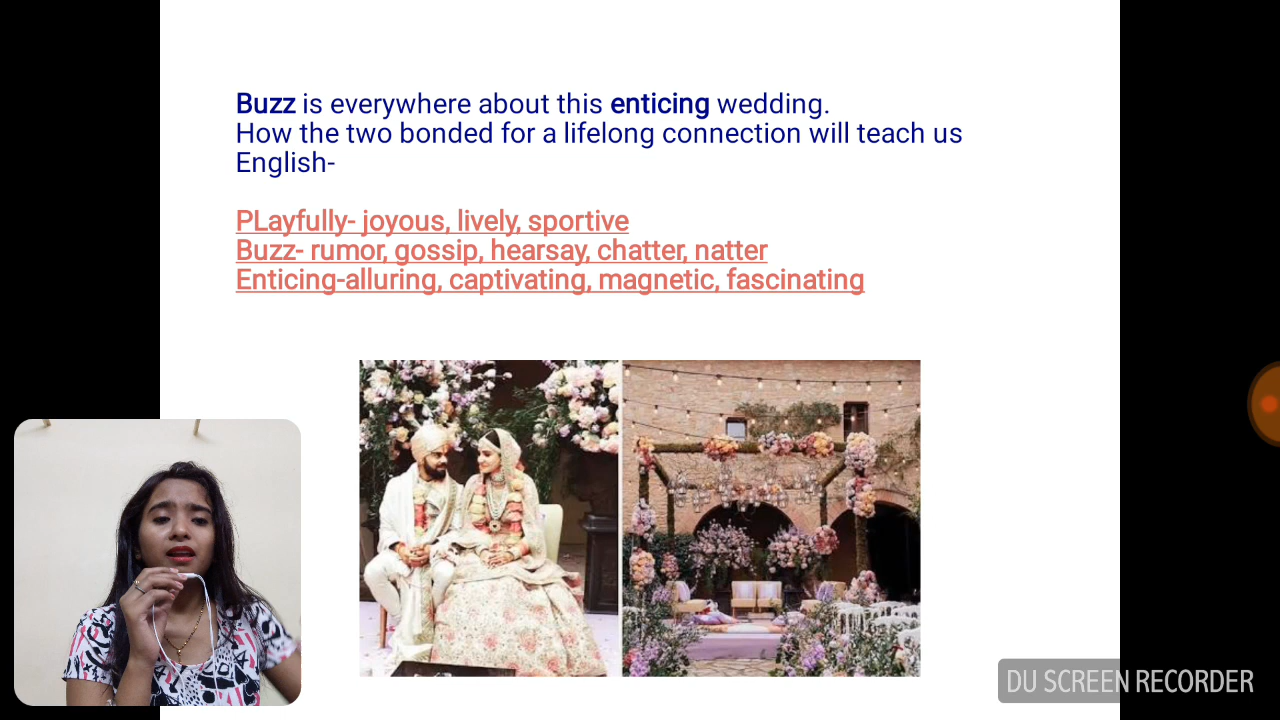 Buzz is everywhere about this enticing wedding.
How the two bonded for a lifelong connection will teach us
English-
PLayfully- joyous, lively, sportive
Buzz- rumor, gossip, hearsay, chatter, natter
Enticing-alluring, captivating, magnetic, fascinating
DU SCREEN RECORDER